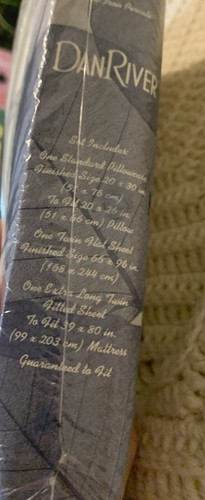 DANRIVER
Set Includes:
One Standard Pillowcase
Finished Size 20 x 30 in.
(51 x 76 cm)
To Fit 20 x 26 in.
(51 x 66 cm) Pillow
One Twin Flat Sheet
Finished Size 66 x 96 in.
(168 x 244 cm)
One Extra Long Twin
Fitted Sheet
To Fit 39 x 80 in.
(99 x 203 cm) Mattress
Guaranteed to Fit